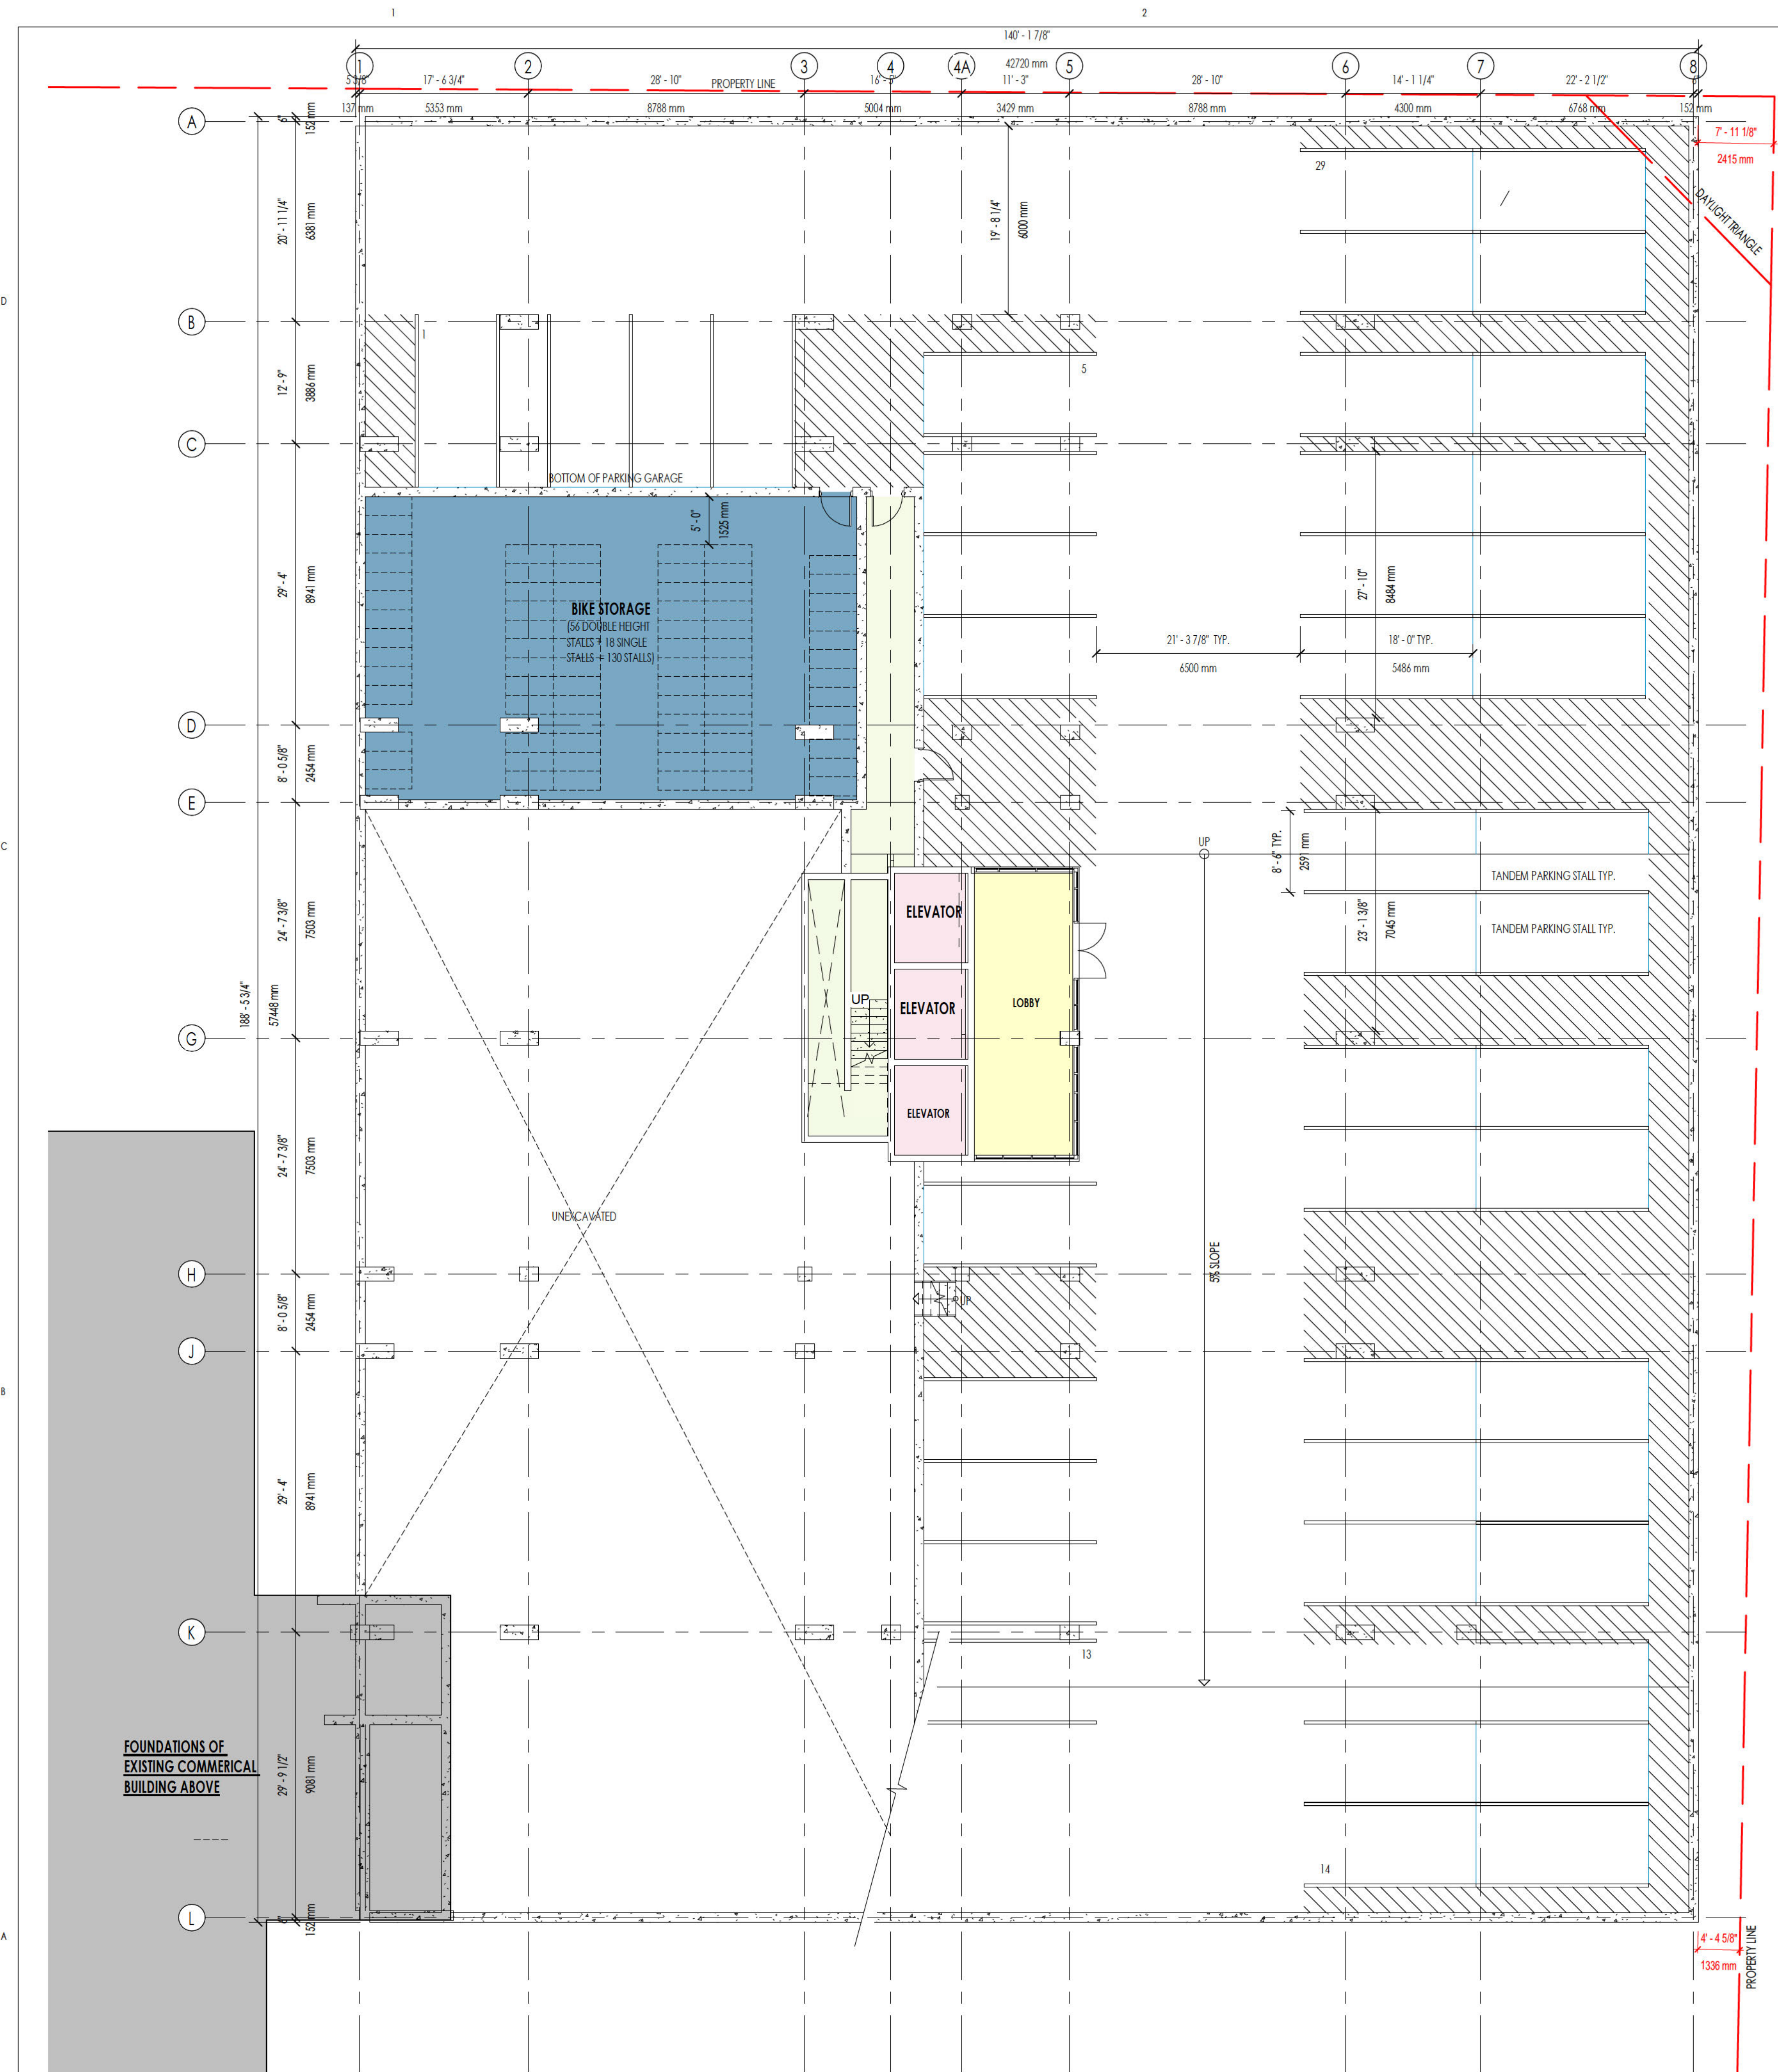 1
2
140' - 1 7/8"
42720 mm
1
2
3
4
4A
5
6
7
8
5 3/8"
17' - 6 3/4"
28' - 10"
PROPERTY LINE
16' - 5"
11' - 3"
28' - 10"
14' - 1 1/4"
22' - 2 1/2"
6"
137 mm
5353 mm
8788 mm
5004 mm
3429 mm
8788 mm
4300 mm
6768 mm
152 mm
A
6"
152 mm
7' - 11 1/8"
2415 mm
29
DAYLIGHT TRIANGLE
20' - 11 1/4"
6381 mm
19' - 8 1/4"
6000 mm
D
B
1
5
12' - 9"
3886 mm
C
BOTTOM OF PARKING GARAGE
5' - 0"
1525 mm
29' - 4"
8941 mm
27' - 10"
8484 mm
BIKE STORAGE
(56 DOUBLE HEIGHT
STALLS + 18 SINGLE
STALLS = 130 STALLS)
21' - 3 7/8" TYP.
6500 mm
18' - 0" TYP.
5486 mm
D
8' - 0 5/8"
2454 mm
E
C
UP
8' - 6" TYP.
2591 mm
TANDEM PARKING STALL TYP.
ELEVATOR
24' - 7 3/8"
7503 mm
23' - 1 3/8"
7045 mm
TANDEM PARKING STALL TYP.
188' - 5 3/4"
57448 mm
UP
ELEVATOR
LOBBY
G
ELEVATOR
24' - 7 3/8"
7503 mm
UNEXCAVATED
5% SLOPE
H
8' - 0 5/8"
2454 mm
UP
J
B
29' - 4"
8941 mm
K
13
FOUNDATIONS OF
EXISTING COMMERICAL
BUILDING ABOVE
29' - 9 1/2"
9081 mm
14
L
6"
152 mm
A
4' - 4 5/8"
1336 mm
PROPERTY LINE